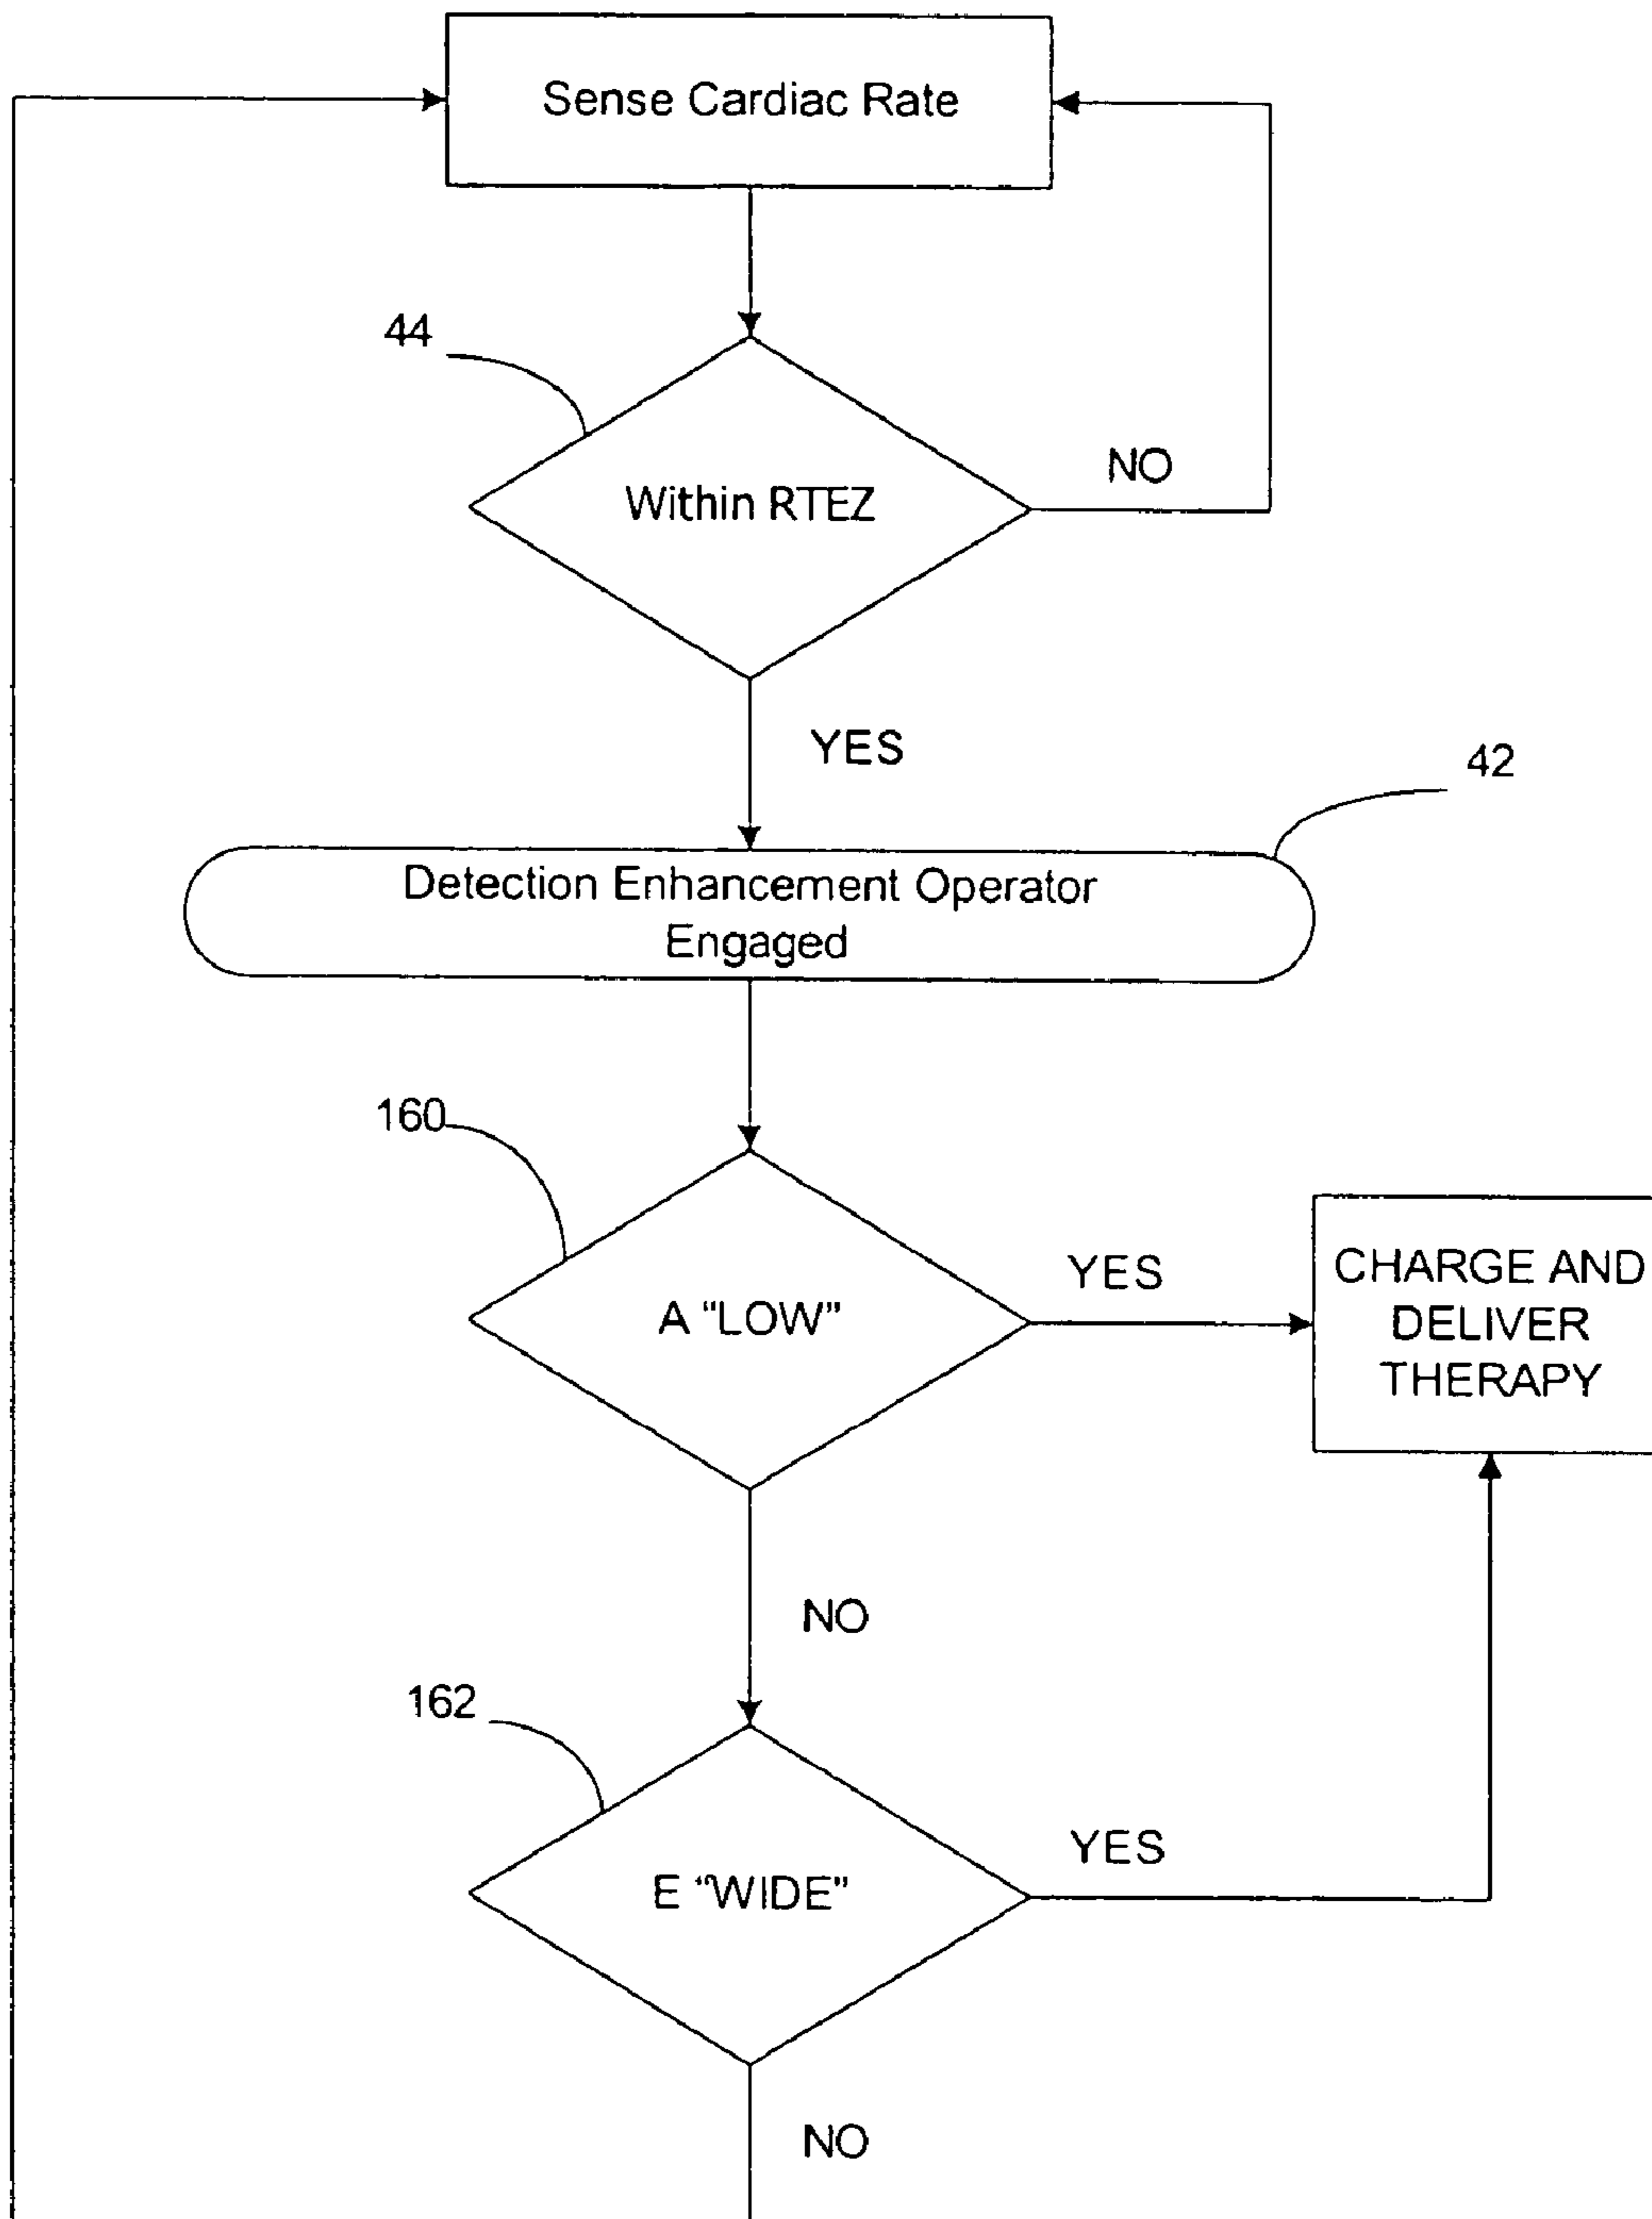 Sense Cardiac Rate
44
NO
Within RTEZ
YES
42
Detection Enhancement Operator
Engaged
160
YES
CHARGE AND
DELIVER
THERAPY
A "LOW"
NO
162
YES
E "WIDE"
NO